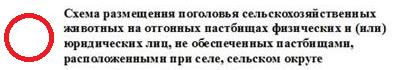 Схема размещения поголовья сельскохозяйственных
животных на отгонных пастбищах физических и (или)
юридических лиц, не обеспеченных пастбищами,
расположенными при селе, сельском округе